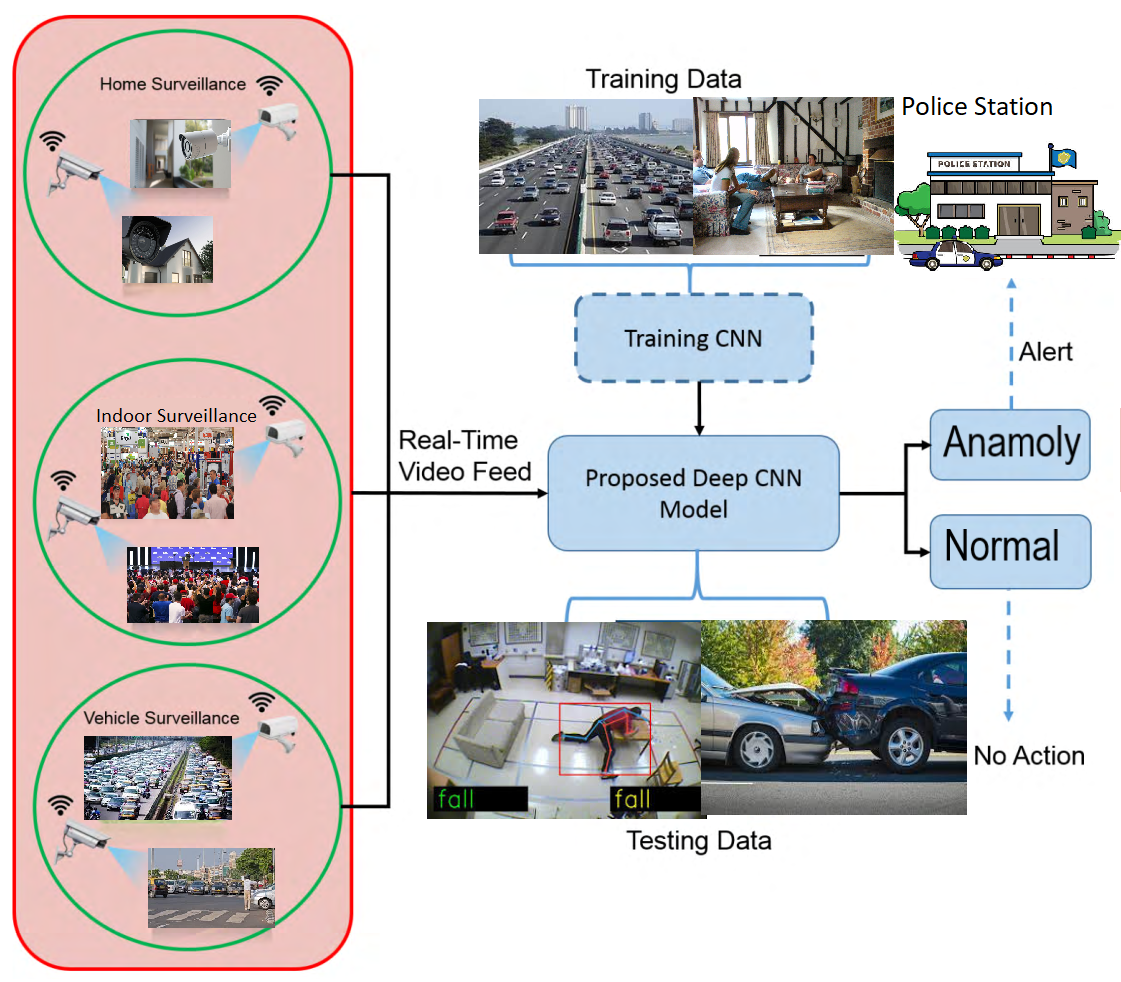 Home Surveillance
Indoor Surveillance
Vehicle Surveillance
Real-Time
Video Feed
Training Data
Training CNN
Proposed Deep CNN
Model
fall
fall
Testing Data
Police Station
POLICE STATION
Alert
Anamoly
Normal
No Action